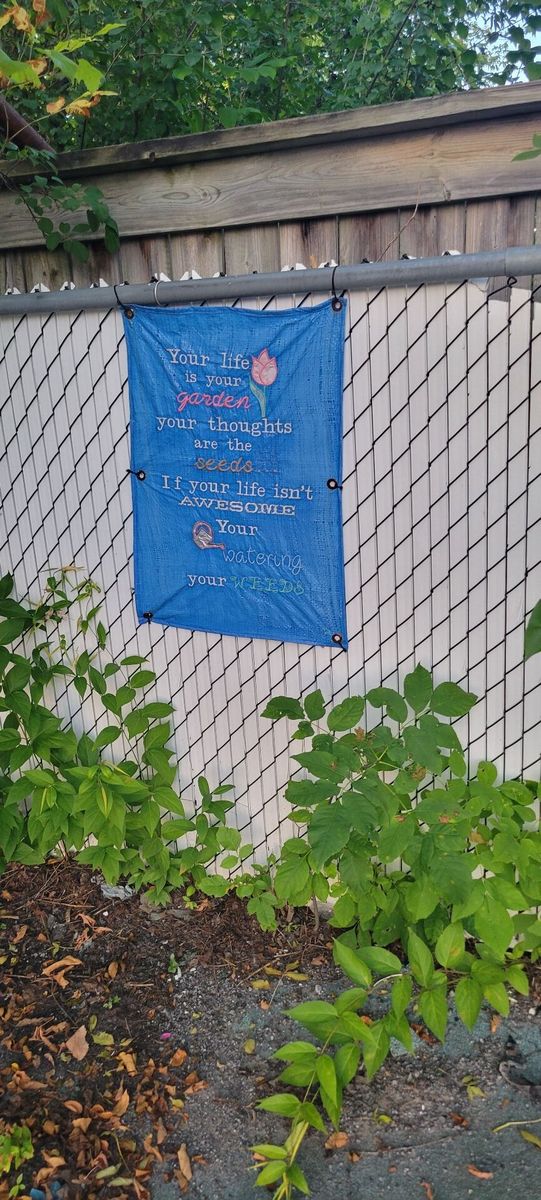 Your life
is your
garden
your thoughts
are the
seeds....
If your life isn't
AWESOME
Your
watering
your WEEDS